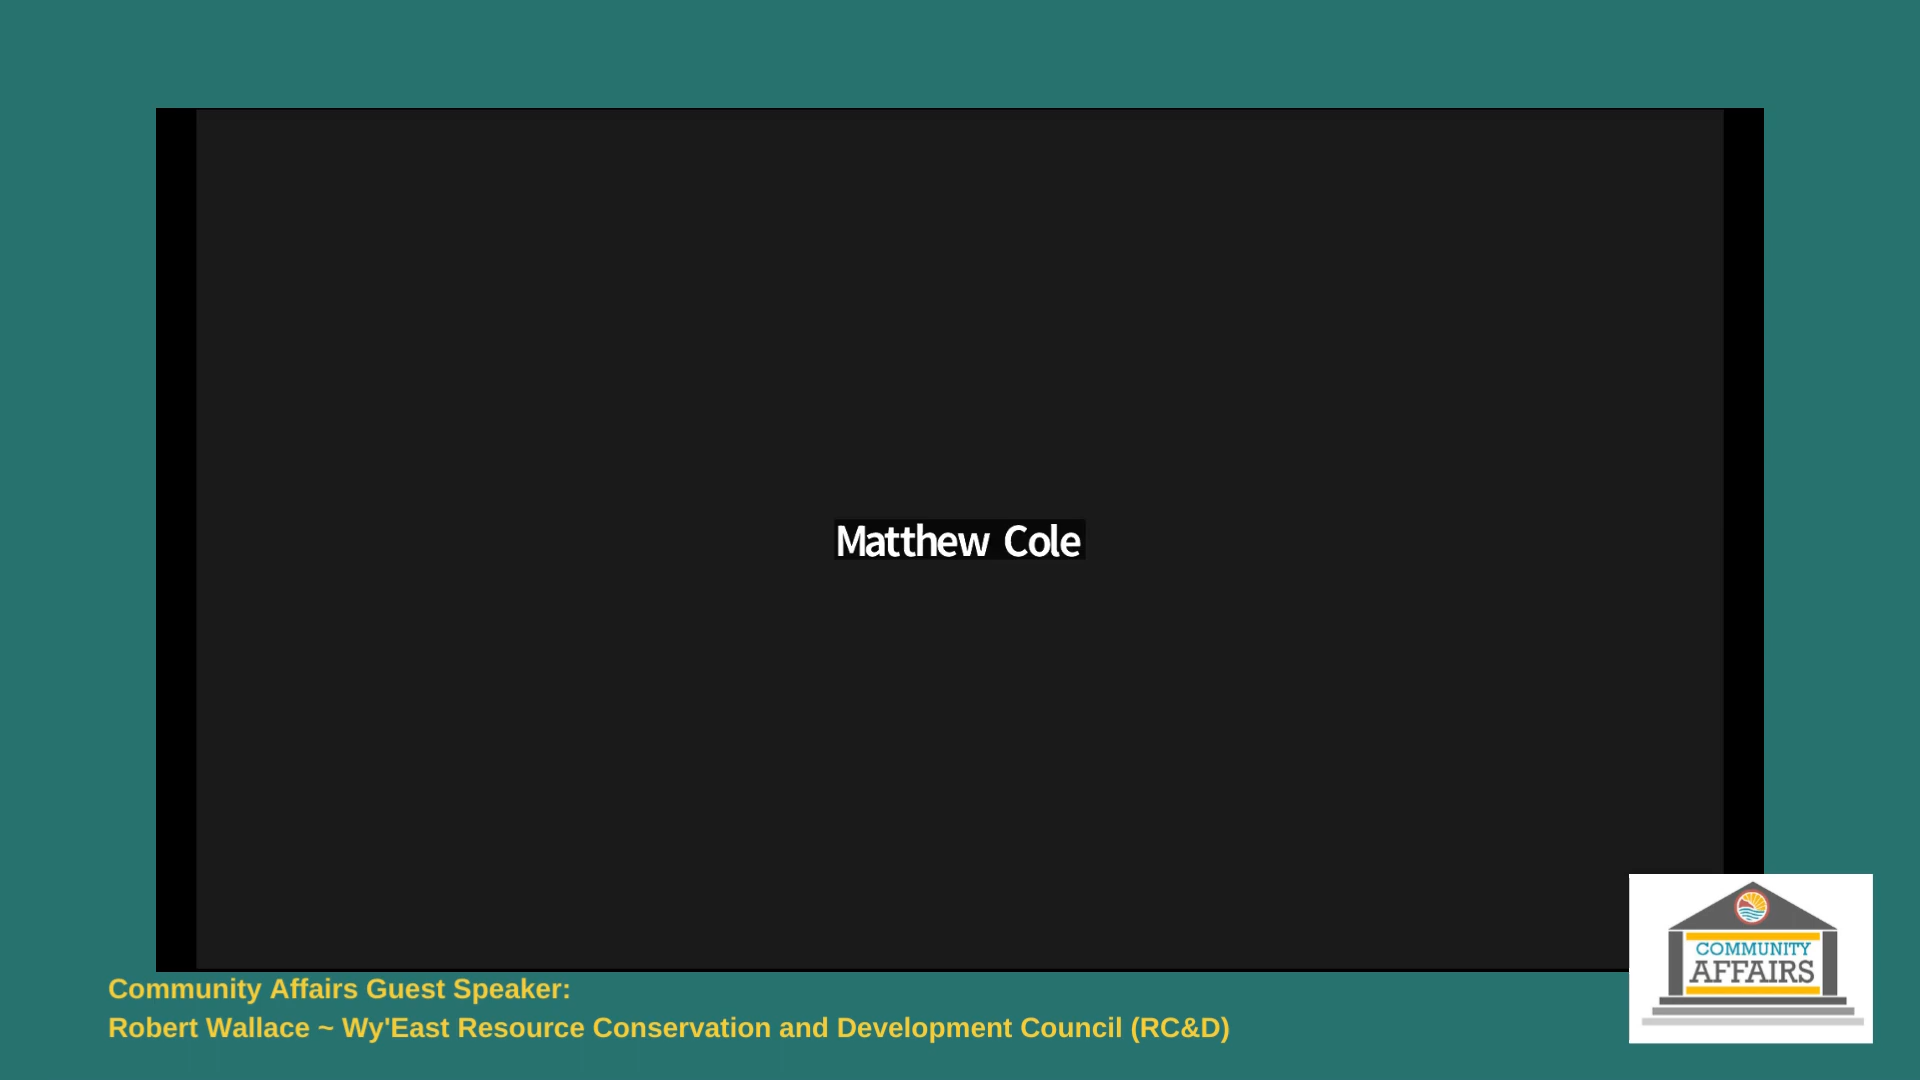 Matthew Cole
Community Affairs Guest Speaker:
Robert Wallace ~ Wy'East Resource Conservation and Development Council (RC&D)
COMMUNITY
AFFAIRS